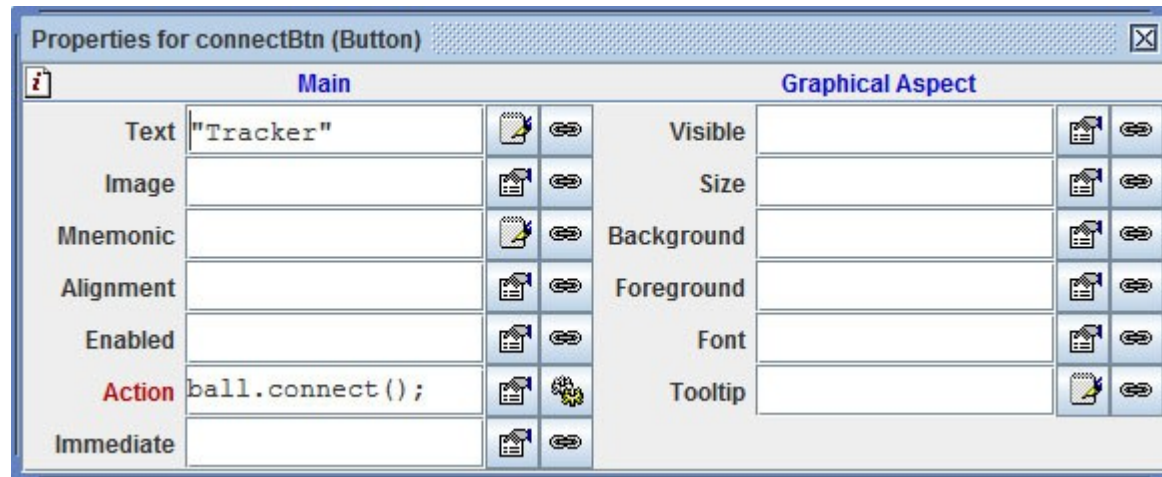 Properties for connectBtn (Button)
i Main Graphical Aspect
Text "Tracker" Visible
Image Size
Mnemonic Background
Alignment Foreground
Enabled Font
Action ball.connect(); Tooltip
Immediate